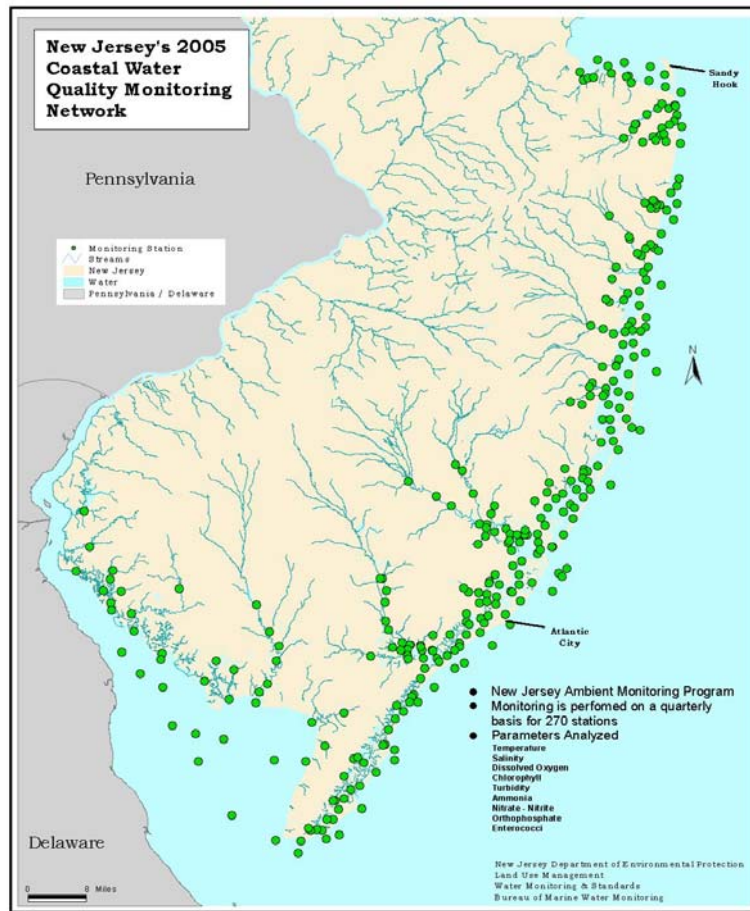 New Jersey's 2005
Coastal Water
Quality Monitoring
Network
Sandy
Hook
Pennsylvania
Monitoring Station
Streams
New Jersey
Water
Pennsylvania / Delaware
N
Atlantic
City
New Jersey Ambient Monitoring Program
Monitoring is perfomed on a quarterly
basis for 270 stations
Parameters Analyzed
Temperature
Salinity
Dissolved Oxygen
Chlorophyll
Turbidity
Ammonia
Nitrate - Nitrite
Orthophosphate
Enterococci
Delaware
0 8 Miles
New Jersey Department of Environmental Protection
Land Use Management
Water Monitoring & Standards
Bureau of Marine Water Monitoring